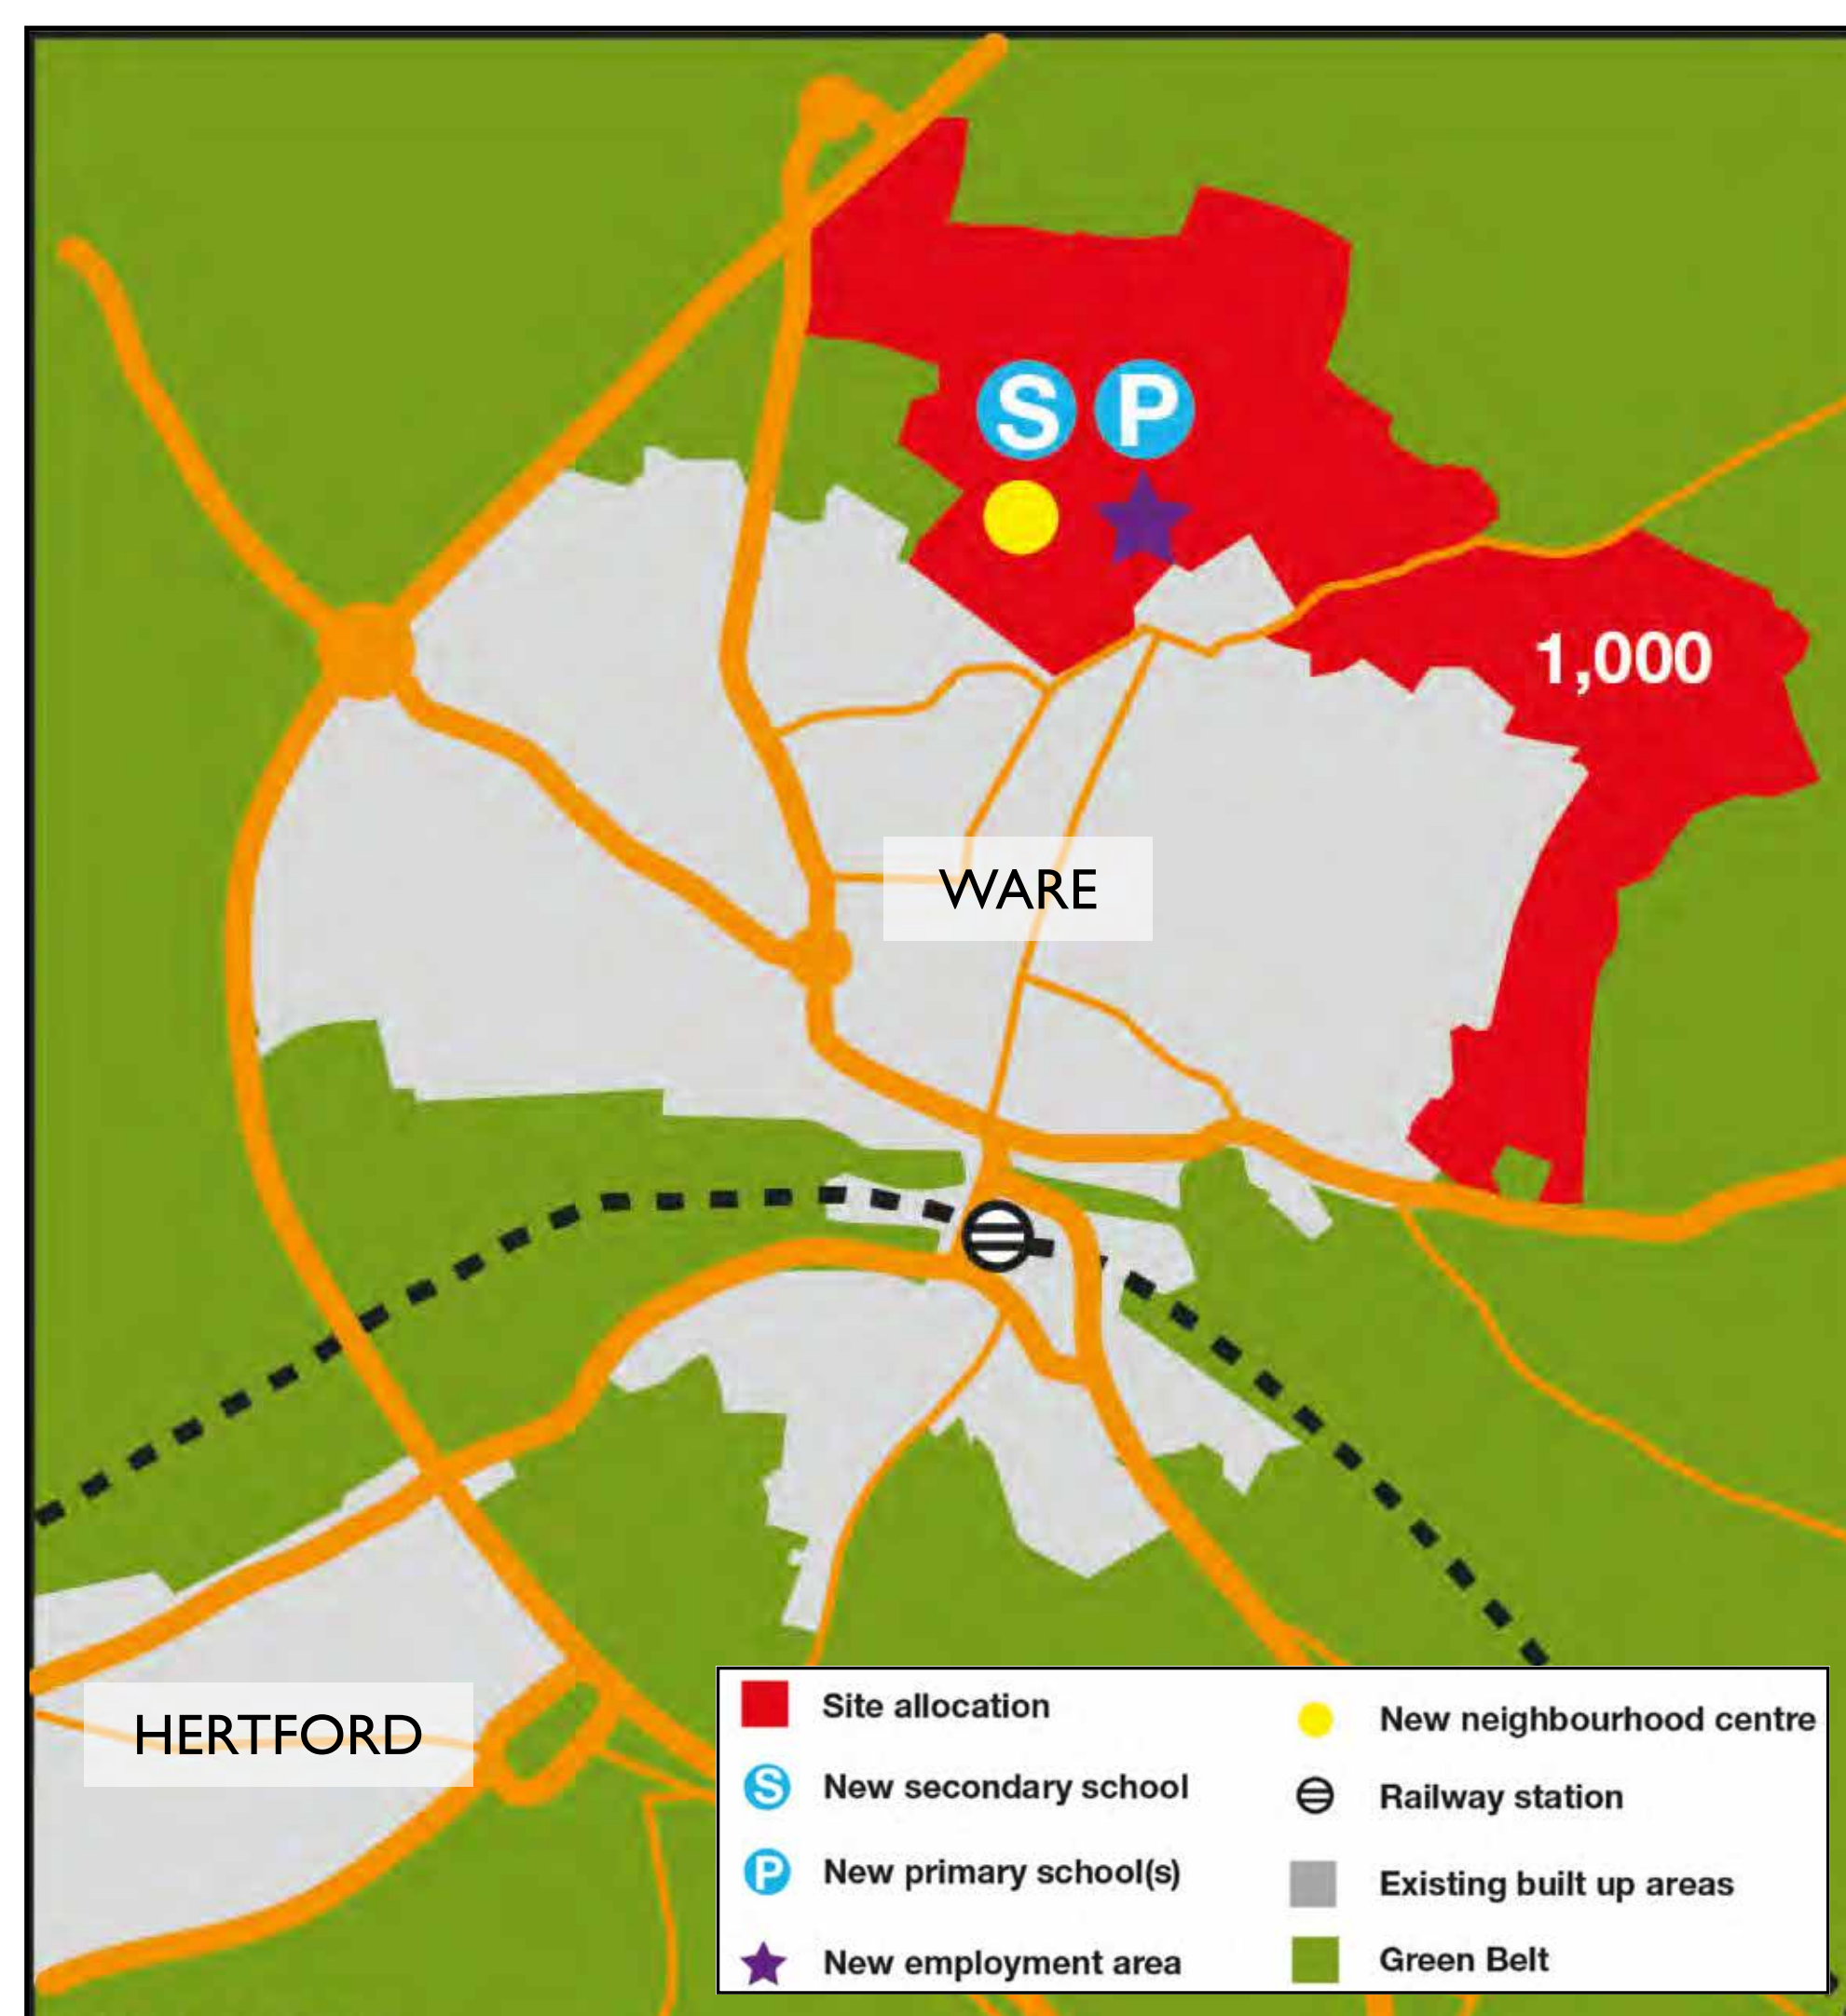 S P
1,000
WARE
HERTFORD
Site allocation
S New secondary school
P New primary school(s)
New employment area
New neighbourhood centre
Railway station
Existing built up areas
Green Belt